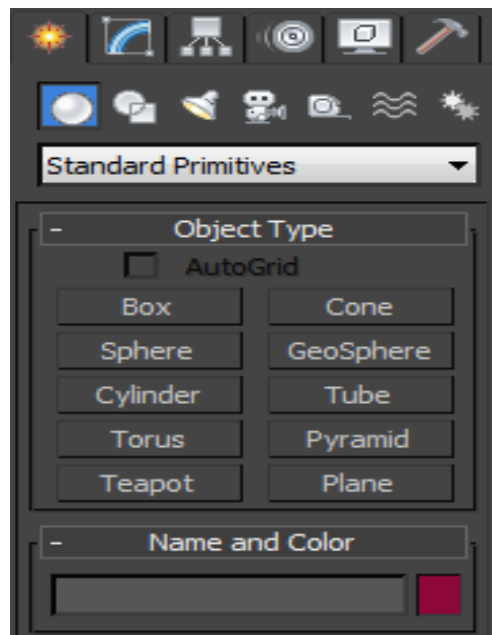 Standard Primitives
- Object Type
AutoGrid
Box Cone
Sphere GeoSphere
Cylinder Tube
Torus Pyramid
Teapot Plane
- Name and Color